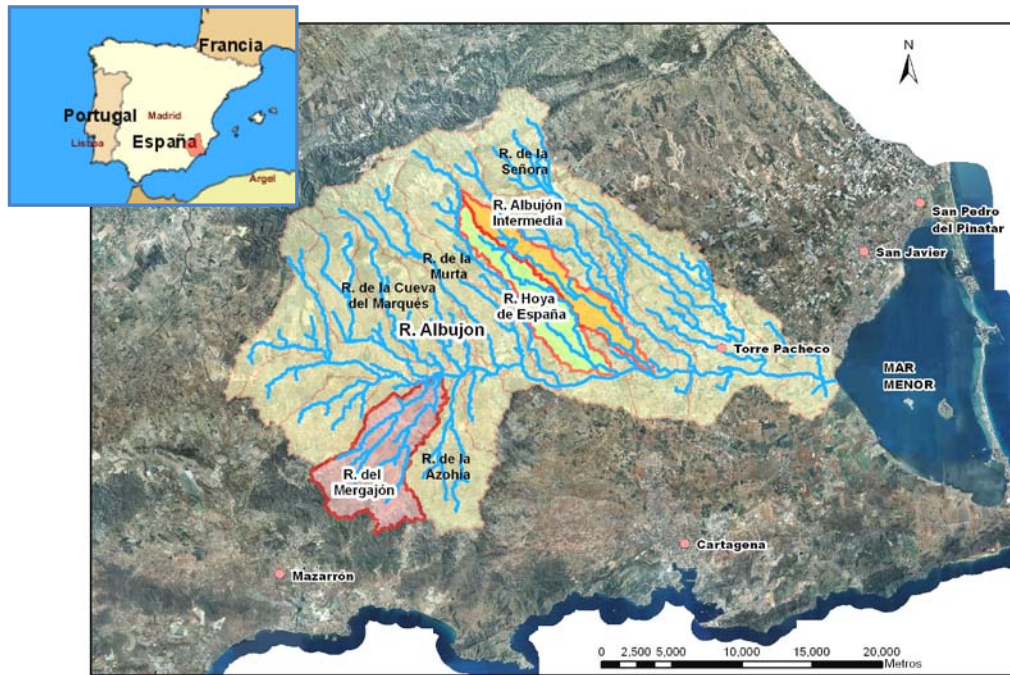 Francia
Portugal
Madrid
Lisboa
España
Argel
N
R. de la
Señora
San Pedro
del Pinatar
R. Albujón
Intermedia
San Javier
R. de la
Murta
R. de la Cueva
del Marqués
R. Hoya
de España
R. Albujon
Torre Pacheco
MAR
MENOR
R. de la
Azohía
R. del
Mergajón
Cartagena
Mazarrón
0 2,500 5,000 10,000 15,000 20,000
Metros